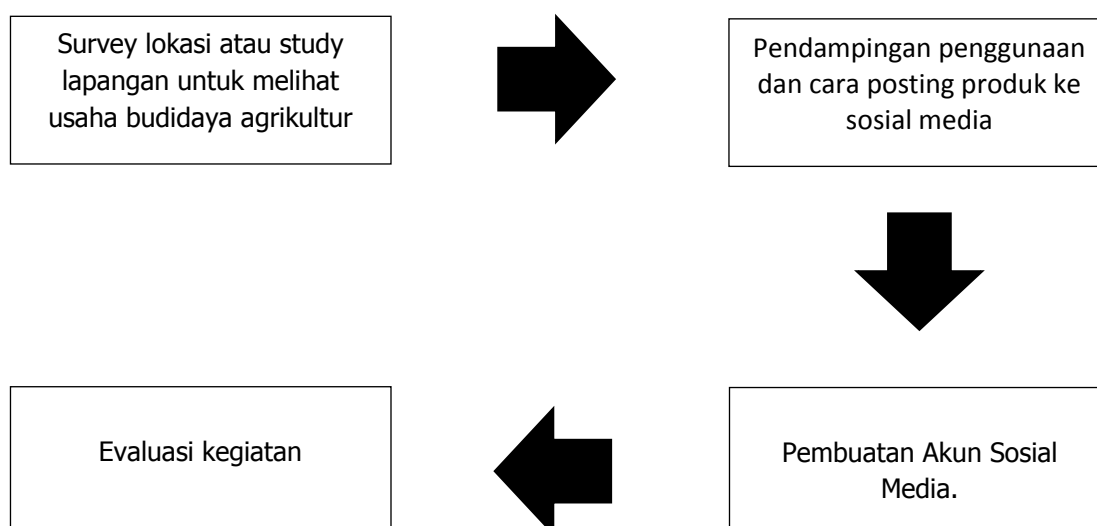 Survey lokasi atau study
lapangan untuk melihat
usaha budidaya agrikultur
Pendampingan penggunaan
dan cara posting produk ke
sosial media
Pembuatan Akun Sosial
Media.
Evaluasi kegiatan